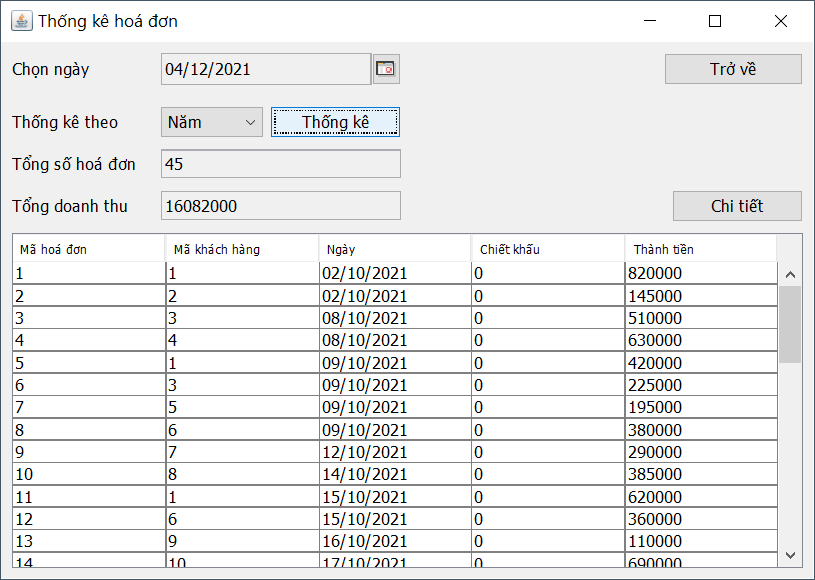 Thống kê hoá đơn
Chọn ngày 04/12/2021 Trở về
Thống kê theo Năm Thống kê
Tổng số hoá đơn 45
Tổng doanh thu 16082000 Chi tiết
Mã hoá đơn Mã khách hàng Ngày Chiết khấu Thành tiền
1 1 02/10/2021 0 820000
2 2 02/10/2021 0 145000
3 3 08/10/2021 0 510000
4 4 08/10/2021 0 630000
5 1 09/10/2021 0 420000
6 3 09/10/2021 0 225000
7 5 09/10/2021 0 195000
8 6 09/10/2021 0 380000
9 7 12/10/2021 0 290000
10 8 14/10/2021 0 385000
11 1 15/10/2021 0 620000
12 6 15/10/2021 0 360000
13 9 16/10/2021 0 110000
14 10 17/10/2021 0 690000